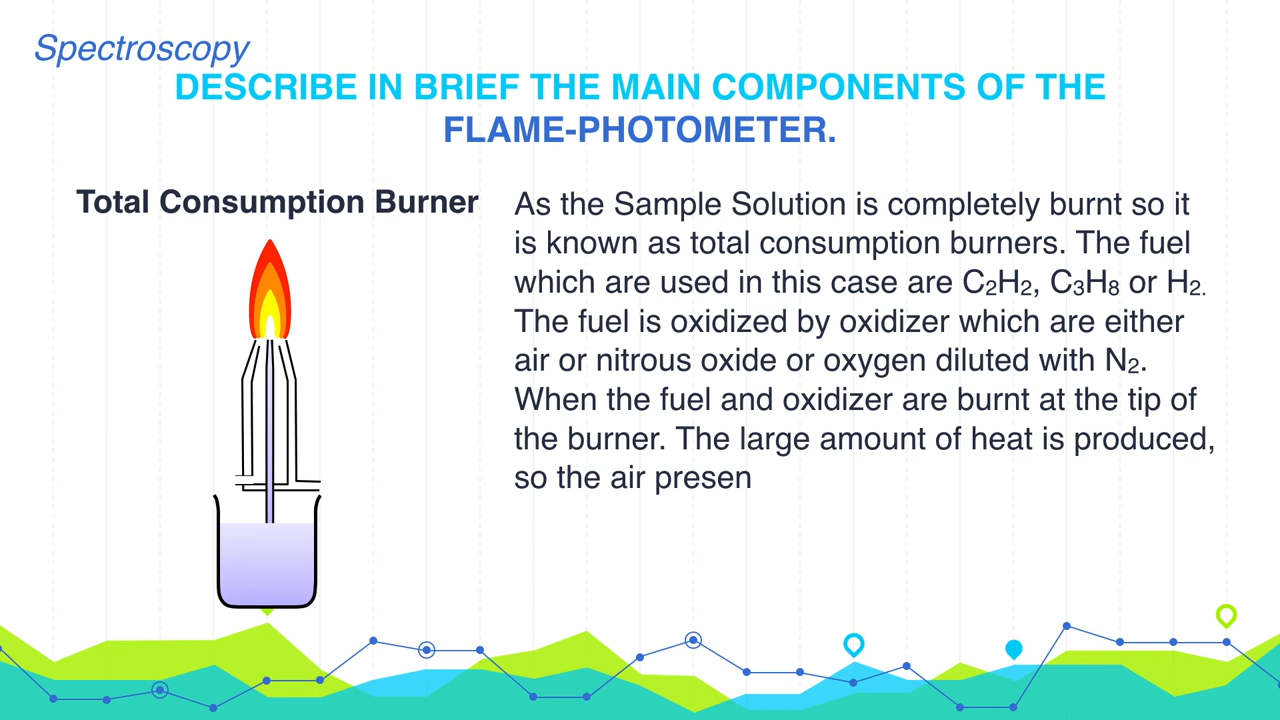 Spectroscopy
DESCRIBE IN BRIEF THE MAIN COMPONENTS OF THE
FLAME-PHOTOMETER.
Total Consumption Burner
As the Sample Solution is completely burnt so it
is known as total consumption burners. The fuel
which are used in this case are C₂H₂, C₃H₈ or H₂.
The fuel is oxidized by oxidizer which are either
air or nitrous oxide or oxygen diluted with N₂.
When the fuel and oxidizer are burnt at the tip of
the burner. The large amount of heat is produced,
so the air presen